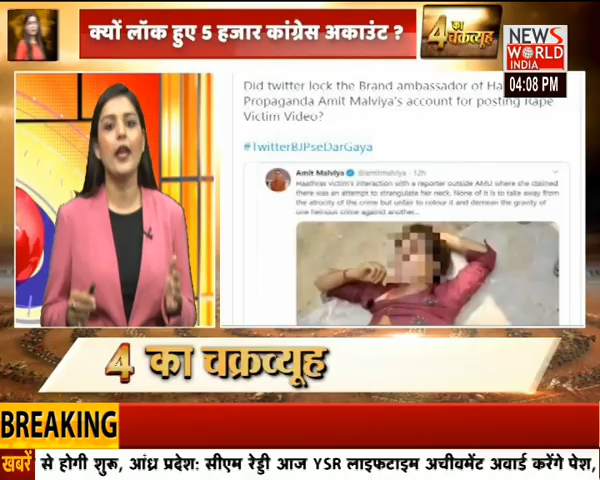 क्यों लॉक हुए 5 हजार कांग्रेस अकाउंट ?
4 का चक्रव्यूह
NEWS
WORLD
INDIA
04:08 PM
Did twitter lock the Brand ambassador of Ha
Propaganda Amit Malviya's account for posting Rape
Victim Video?
#TwitterBJPseDarGaya
Amit Malviya @amitmalviya · 12h
Haathras victim's interaction with a reporter outside AMU where she claimed
there was an attempt to strangulate her neck. None of it is to take away from
the atrocity of the crime but unfair to colour it and demean the gravity of
one heinous crime against another...
4 का चक्रव्यूह
BREAKING
खबरें से होगी शुरू, आंध्र प्रदेश: सीएम रेड्डी आज YSR लाइफटाइम अचीवमेंट अवार्ड करेंगे पेश,